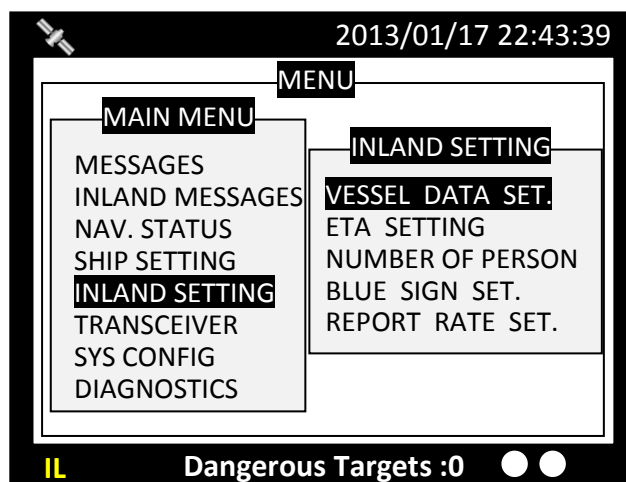 2013/01/17 22:43:39
MENU
MAIN MENU
MESSAGES
INLAND MESSAGES
NAV. STATUS
SHIP SETTING
INLAND SETTING
TRANSCEIVER
SYS CONFIG
DIAGNOSTICS
INLAND SETTING
VESSEL DATA SET.
ETA SETTING
NUMBER OF PERSON
BLUE SIGN SET.
REPORT RATE SET.
IL Dangerous Targets :0